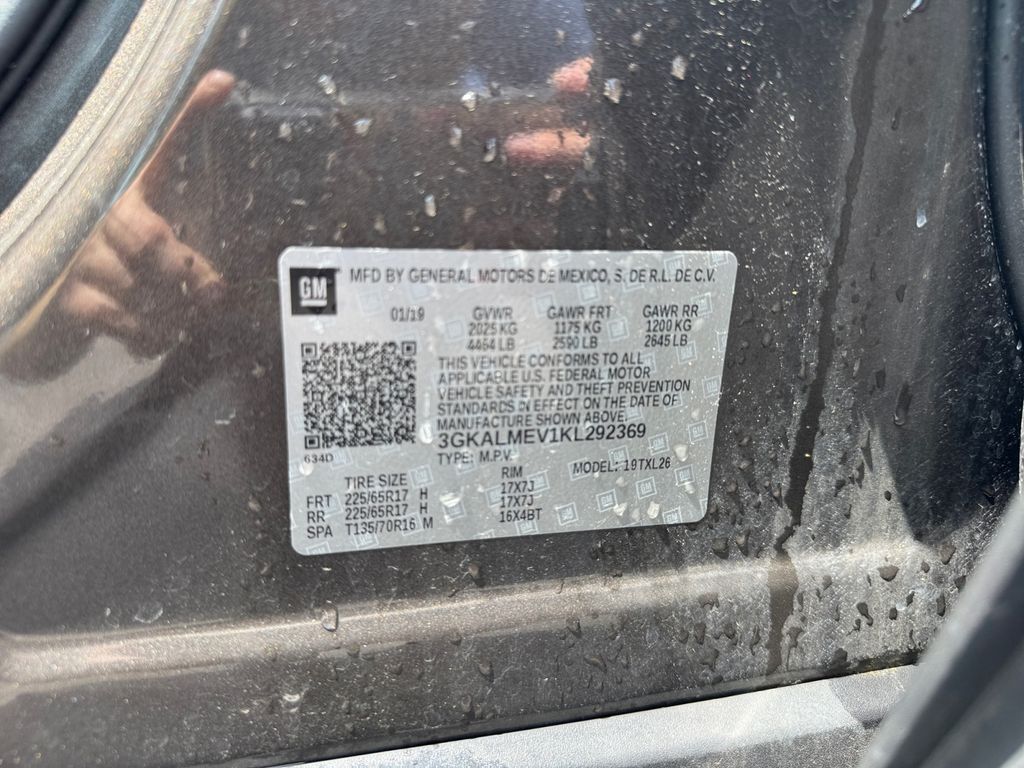 GM MFD BY GENERAL MOTORS DE MEXICO, S. DE R.L. DE C.V.
01/19 GVWR GAWR FRT GAWR RR
2025 KG 1175 KG 1200 KG
4464 LB 2590 LB 2645 LB
THIS VEHICLE CONFORMS TO ALL
APPLICABLE U.S. FEDERAL MOTOR
VEHICLE SAFETY AND THEFT PREVENTION
STANDARDS IN EFFECT ON THE DATE OF
MANUFACTURE SHOWN ABOVE.
3GKALMEV1KL292369
634D TYPE: M.P.V. MODEL: 19TXL26
TIRE SIZE RIM
FRT 225/65R17 H 17X7J
RR 225/65R17 H 17X7J
SPA T135/70R16 M 16X4BT